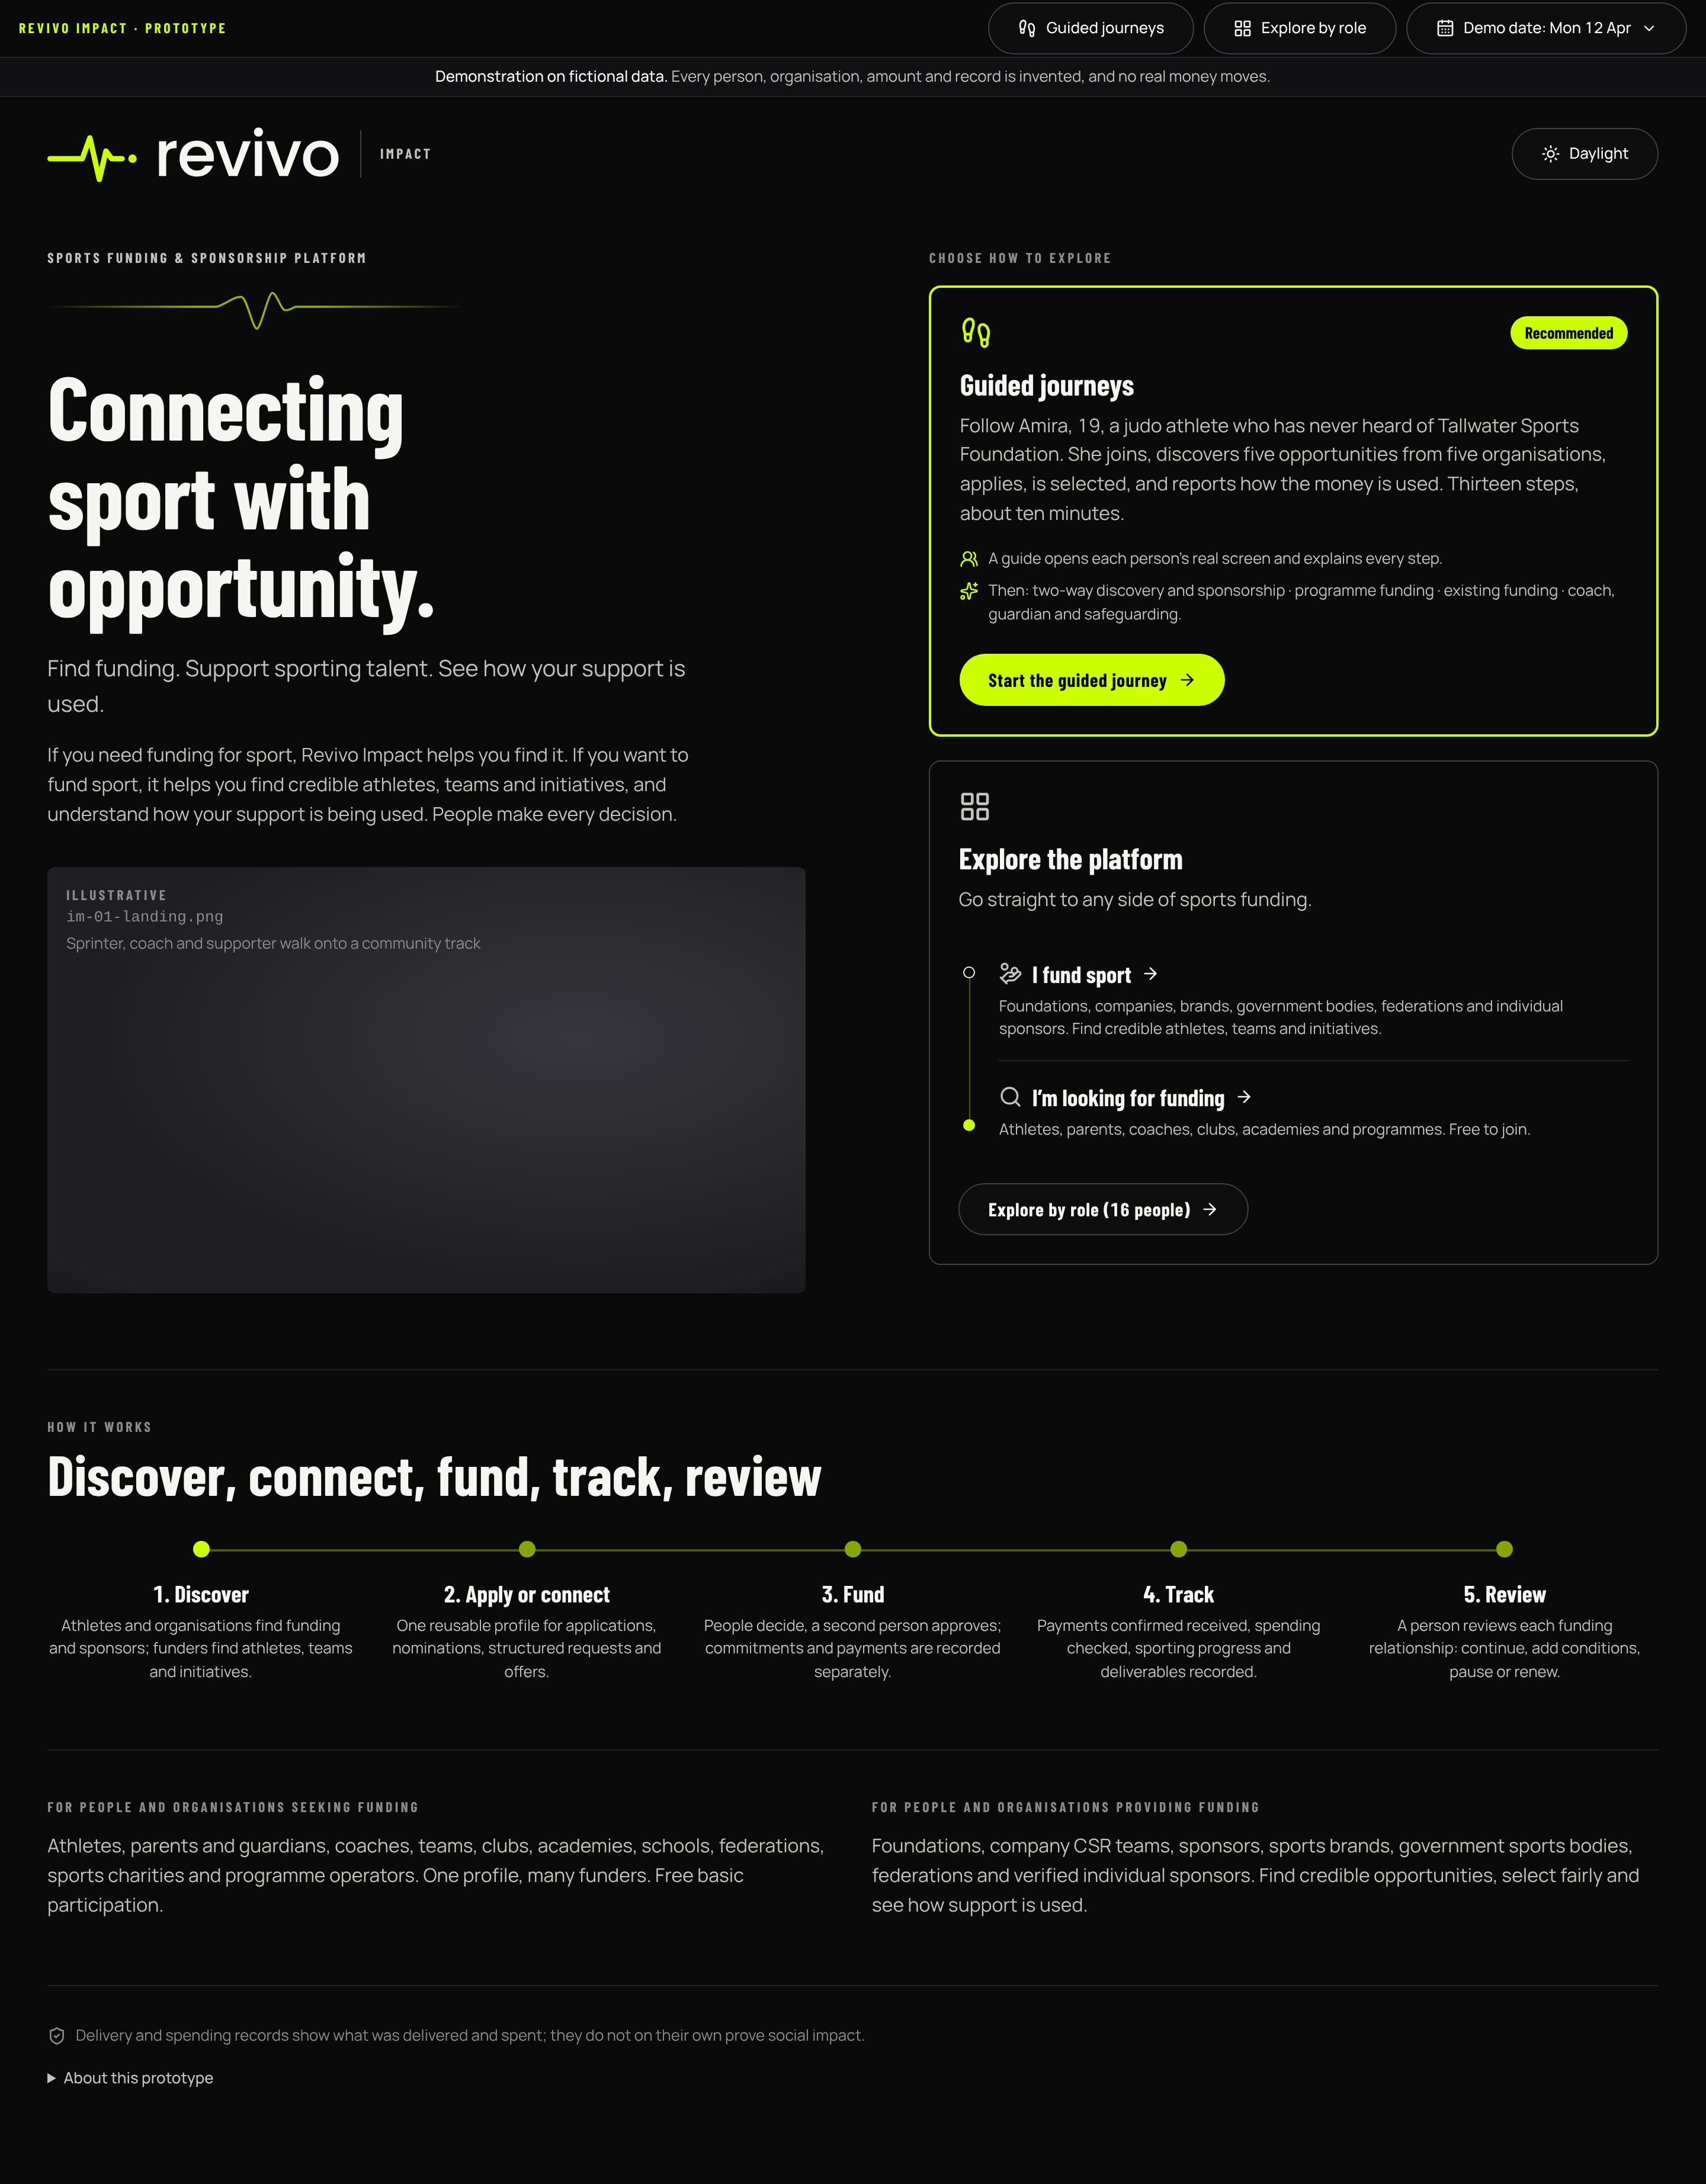 REVIVO IMPACT · PROTOTYPE
Guided journeys
Explore by role
Demo date: Mon 12 Apr
Demonstration on fictional data. Every person, organisation, amount and record is invented, and no real money moves.
revivo
IMPACT
Daylight
SPORTS FUNDING & SPONSORSHIP PLATFORM
Connecting
sport with
opportunity.
Find funding. Support sporting talent. See how your support is
used.
If you need funding for sport, Revivo Impact helps you find it. If you want to
fund sport, it helps you find credible athletes, teams and initiatives, and
understand how your support is being used. People make every decision.
ILLUSTRATIVE
im-01-landing.png
Sprinter, coach and supporter walk onto a community track
CHOOSE HOW TO EXPLORE
Recommended
Guided journeys
Follow Amira, 19, a judo athlete who has never heard of Tallwater Sports
Foundation. She joins, discovers five opportunities from five organisations,
applies, is selected, and reports how the money is used. Thirteen steps,
about ten minutes.
A guide opens each person's real screen and explains every step.
Then: two-way discovery and sponsorship · programme funding · existing funding · coach,
guardian and safeguarding.
Start the guided journey
Explore the platform
Go straight to any side of sports funding.
I fund sport
Foundations, companies, brands, government bodies, federations and individual
sponsors. Find credible athletes, teams and initiatives.
I'm looking for funding
Athletes, parents, coaches, clubs, academies and programmes. Free to join.
Explore by role (16 people)
HOW IT WORKS
Discover, connect, fund, track, review
1. Discover
Athletes and organisations find funding
and sponsors; funders find athletes, teams
and initiatives.
2. Apply or connect
One reusable profile for applications,
nominations, structured requests and
offers.
3. Fund
People decide, a second person approves;
commitments and payments are recorded
separately.
4. Track
Payments confirmed received, spending
checked, sporting progress and
deliverables recorded.
5. Review
A person reviews each funding
relationship: continue, add conditions,
pause or renew.
FOR PEOPLE AND ORGANISATIONS SEEKING FUNDING
Athletes, parents and guardians, coaches, teams, clubs, academies, schools, federations,
sports charities and programme operators. One profile, many funders. Free basic
participation.
FOR PEOPLE AND ORGANISATIONS PROVIDING FUNDING
Foundations, company CSR teams, sponsors, sports brands, government sports bodies,
federations and verified individual sponsors. Find credible opportunities, select fairly and
see how support is used.
Delivery and spending records show what was delivered and spent; they do not on their own prove social impact.
About this prototype